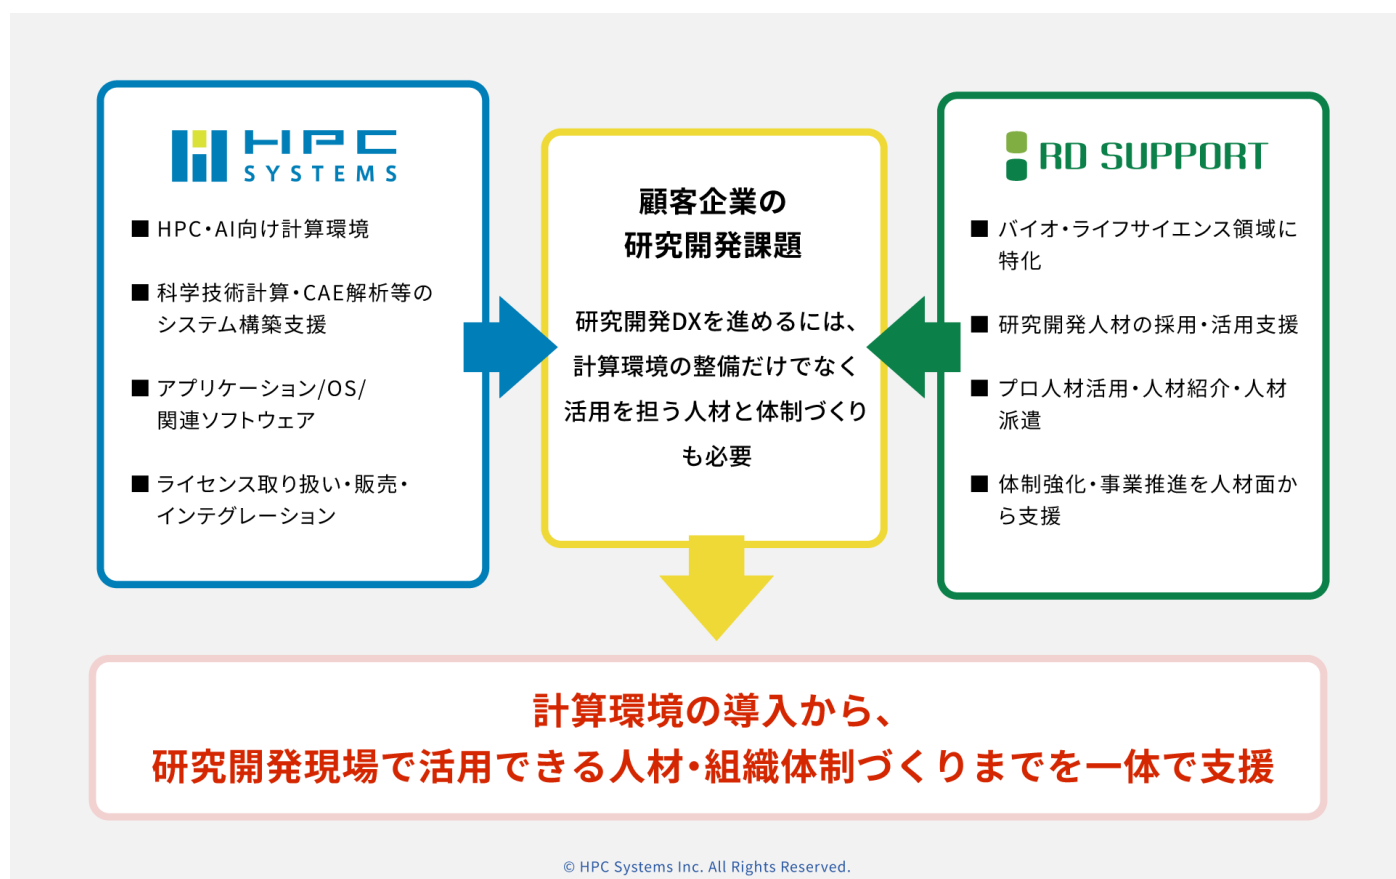 HPC
SYSTEMS
■ HPC・AI向け計算環境
■ 科学技術計算・CAE解析等の
システム構築支援
■ アプリケーション/OS/
関連ソフトウェア
■ ライセンス取り扱い・販売・
インテグレーション
顧客企業の
研究開発課題
研究開発DXを進めるには、
計算環境の整備だけでなく
活用を担う人材と体制づくり
も必要
RD SUPPORT
■ バイオ・ライフサイエンス領域に
特化
■ 研究開発人材の採用・活用支援
■ プロ人材活用・人材紹介・人材
派遣
■ 体制強化・事業推進を人材面か
ら支援
計算環境の導入から、
研究開発現場で活用できる人材・組織体制づくりまでを一体で支援
© HPC Systems Inc. All Rights Reserved.